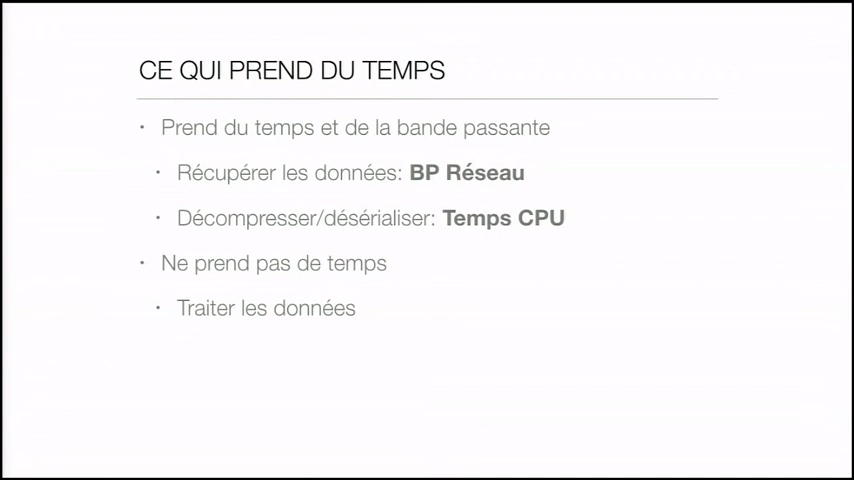 CE QUI PREND DU TEMPS
• Prend du temps et de la bande passante
• Récupérer les données: BP Réseau
• Décompresser/désérialiser: Temps CPU
• Ne prend pas de temps
• Traiter les données